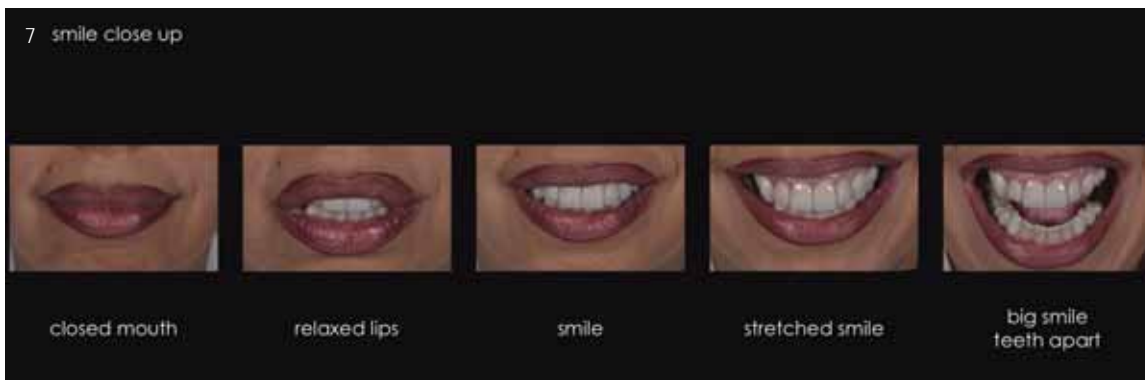 7 smile close up
closed mouth
relaxed lips
smile
stretched smile
big smile
teeth apart